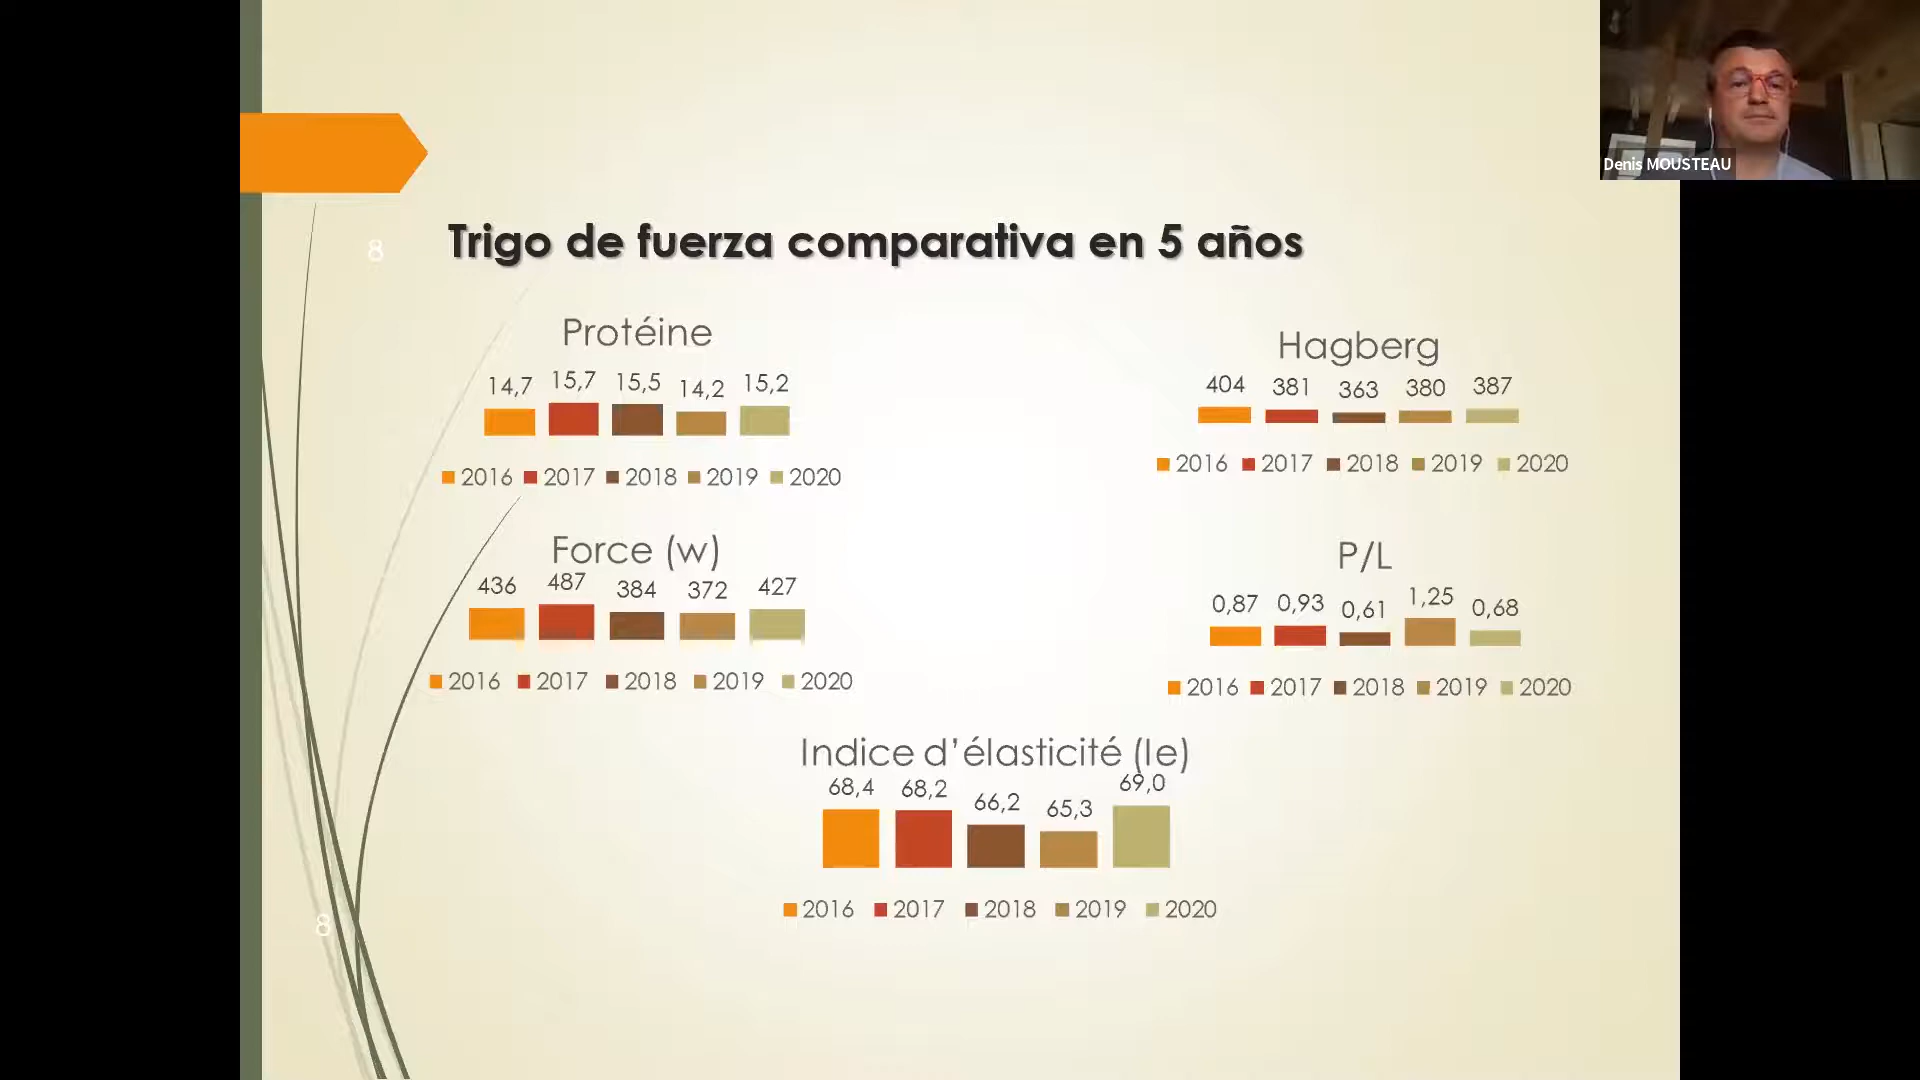 Denis MOUSTEAU
8
Trigo de fuerza comparativa en 5 años
Protéine
14,7 15,7 15,5 14,2 15,2
2016 2017 2018 2019 2020
Hagberg
404 381 363 380 387
2016 2017 2018 2019 2020
Force (w)
436 487 384 372 427
2016 2017 2018 2019 2020
P/L
0,87 0,93 0,61 1,25 0,68
2016 2017 2018 2019 2020
Indice d’élasticité (Ie)
68,4 68,2 66,2 65,3 69,0
2016 2017 2018 2019 2020
8